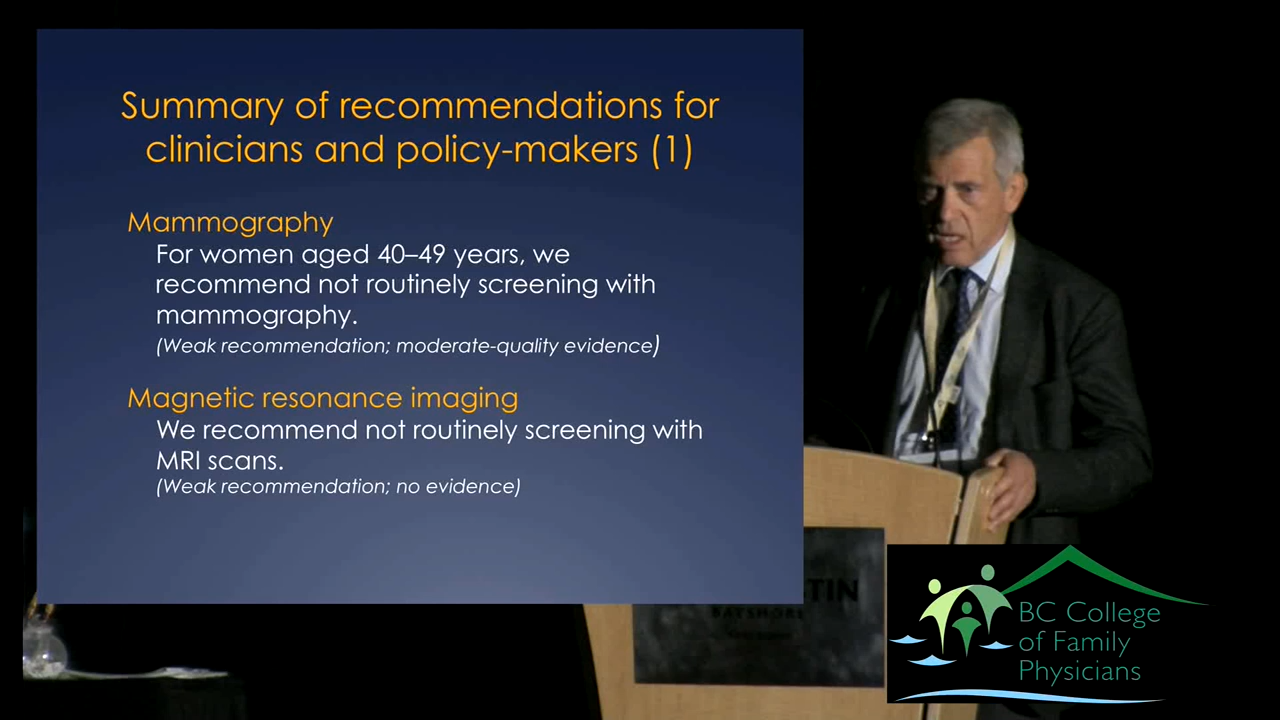 Summary of recommendations for
clinicians and policy-makers (1)
Mammography
For women aged 40–49 years, we
recommend not routinely screening with
mammography.
(Weak recommendation; moderate-quality evidence)
Magnetic resonance imaging
We recommend not routinely screening with
MRI scans.
(Weak recommendation; no evidence)
TIN
BAYSHORE
BC College
of Family
Physicians